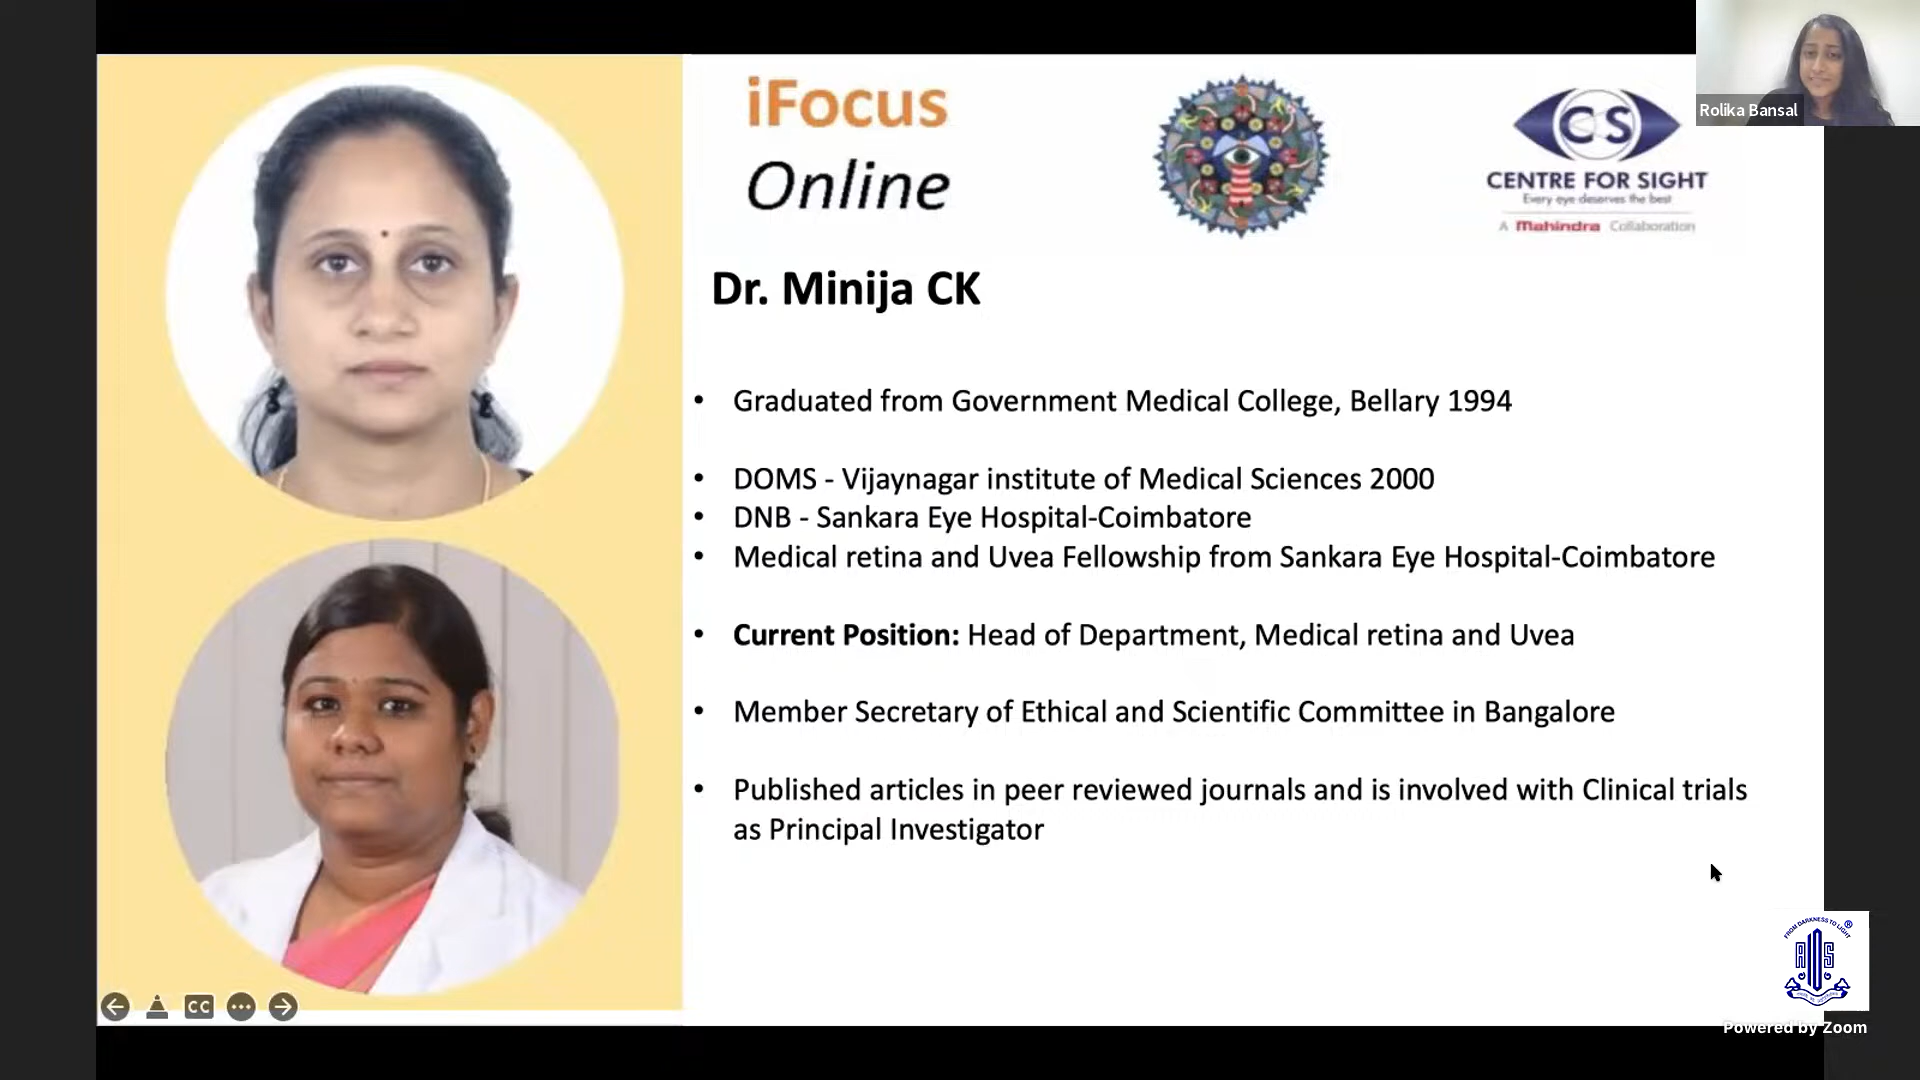 iFocus
Online
CS
CENTRE FOR SIGHT
Every eye deserves the best
A Mahindra Collaboration
Rolika Bansal
Dr. Minija CK
• Graduated from Government Medical College, Bellary 1994
• DOMS - Vijaynagar institute of Medical Sciences 2000
• DNB - Sankara Eye Hospital-Coimbatore
• Medical retina and Uvea Fellowship from Sankara Eye Hospital-Coimbatore
• Current Position: Head of Department, Medical retina and Uvea
• Member Secretary of Ethical and Scientific Committee in Bangalore
• Published articles in peer reviewed journals and is involved with Clinical trials
as Principal Investigator
CC
FROM DARKNESS TO LIGHT
®
AIOS
Powered by Zoom